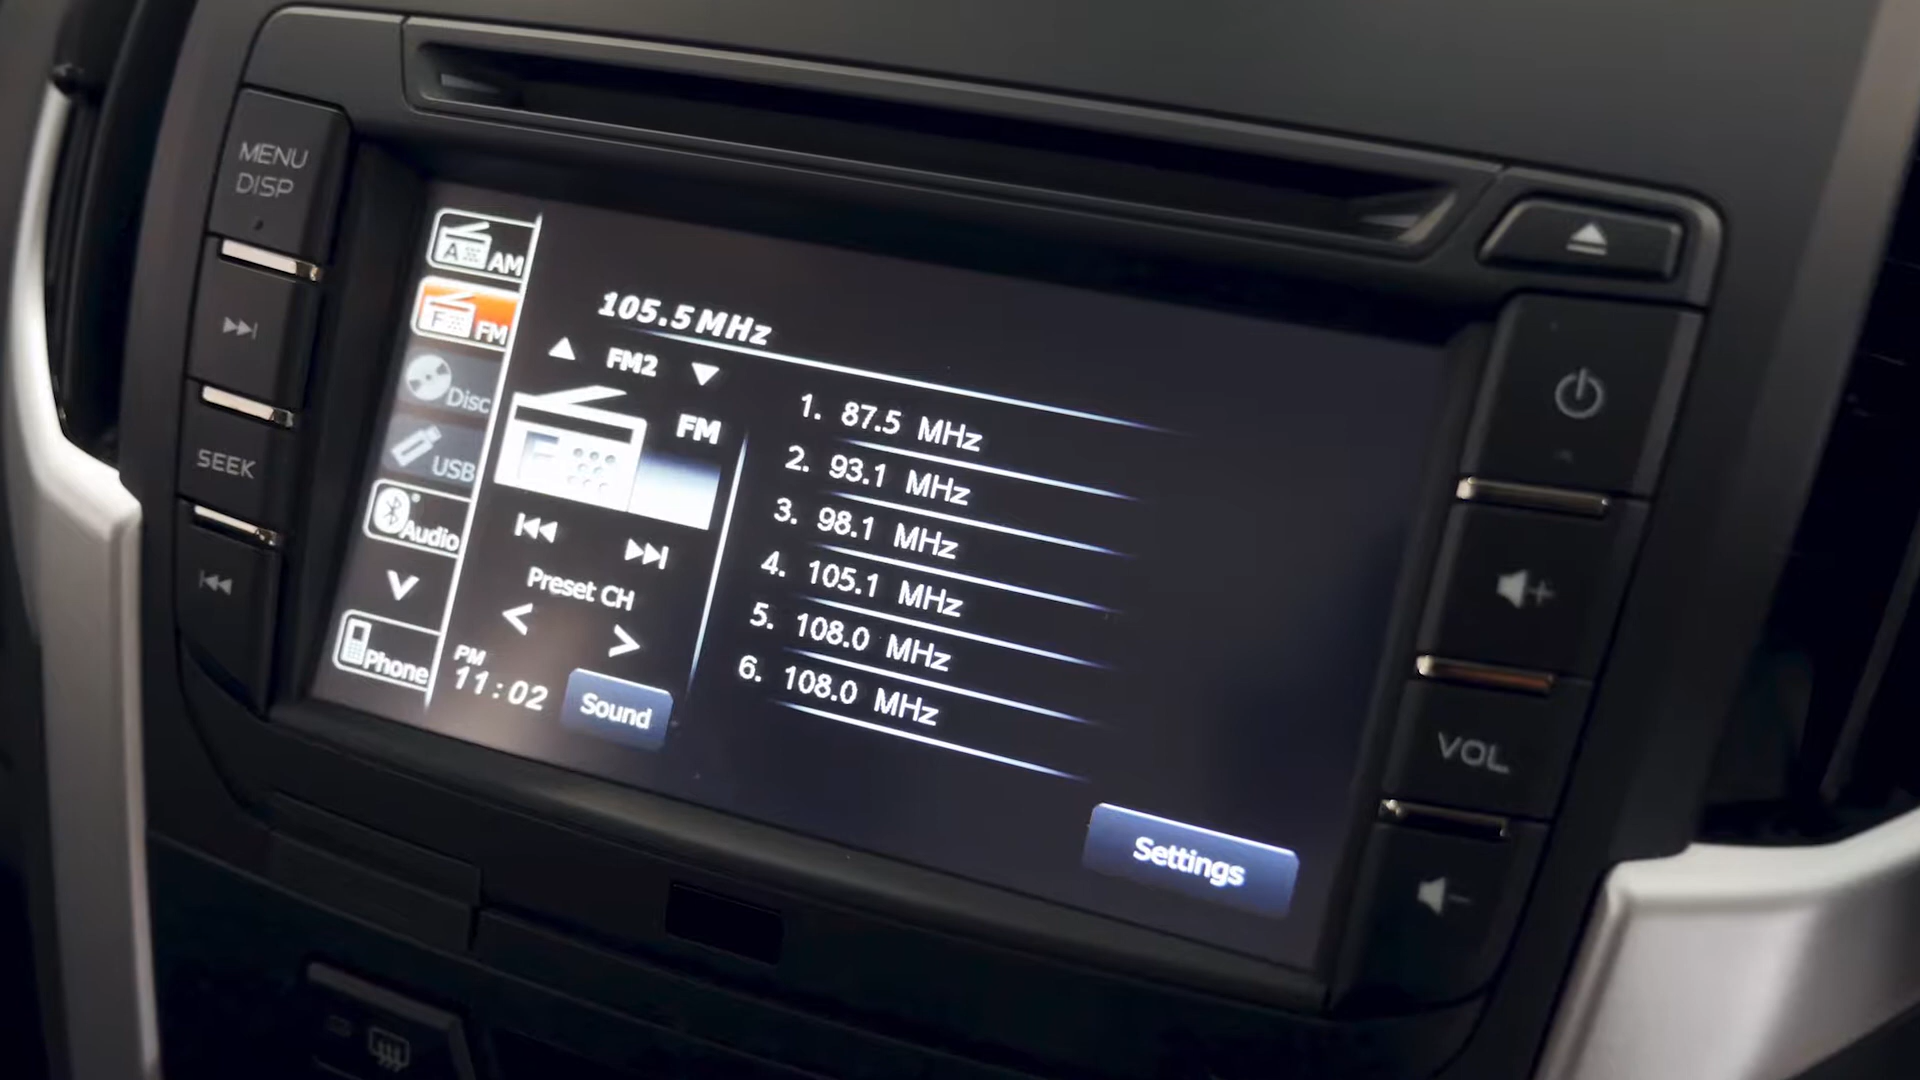 MENU
DISP
SEEK
A AM
F FM
Disc
USB
Audio
Phone
105.5 MHz
FM2
FM
F
Preset CH
PM
11:02
Sound
1. 87.5 MHz
2. 93.1 MHz
3. 98.1 MHz
4. 105.1 MHz
5. 108.0 MHz
6. 108.0 MHz
Settings
VOL